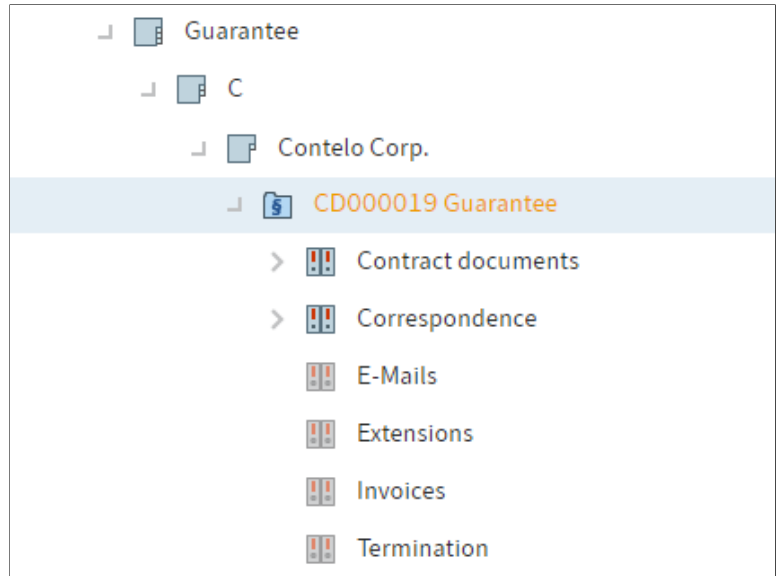 Guarantee
C
Contelo Corp.
CD000019 Guarantee
Contract documents
Correspondence
E-Mails
Extensions
Invoices
Termination